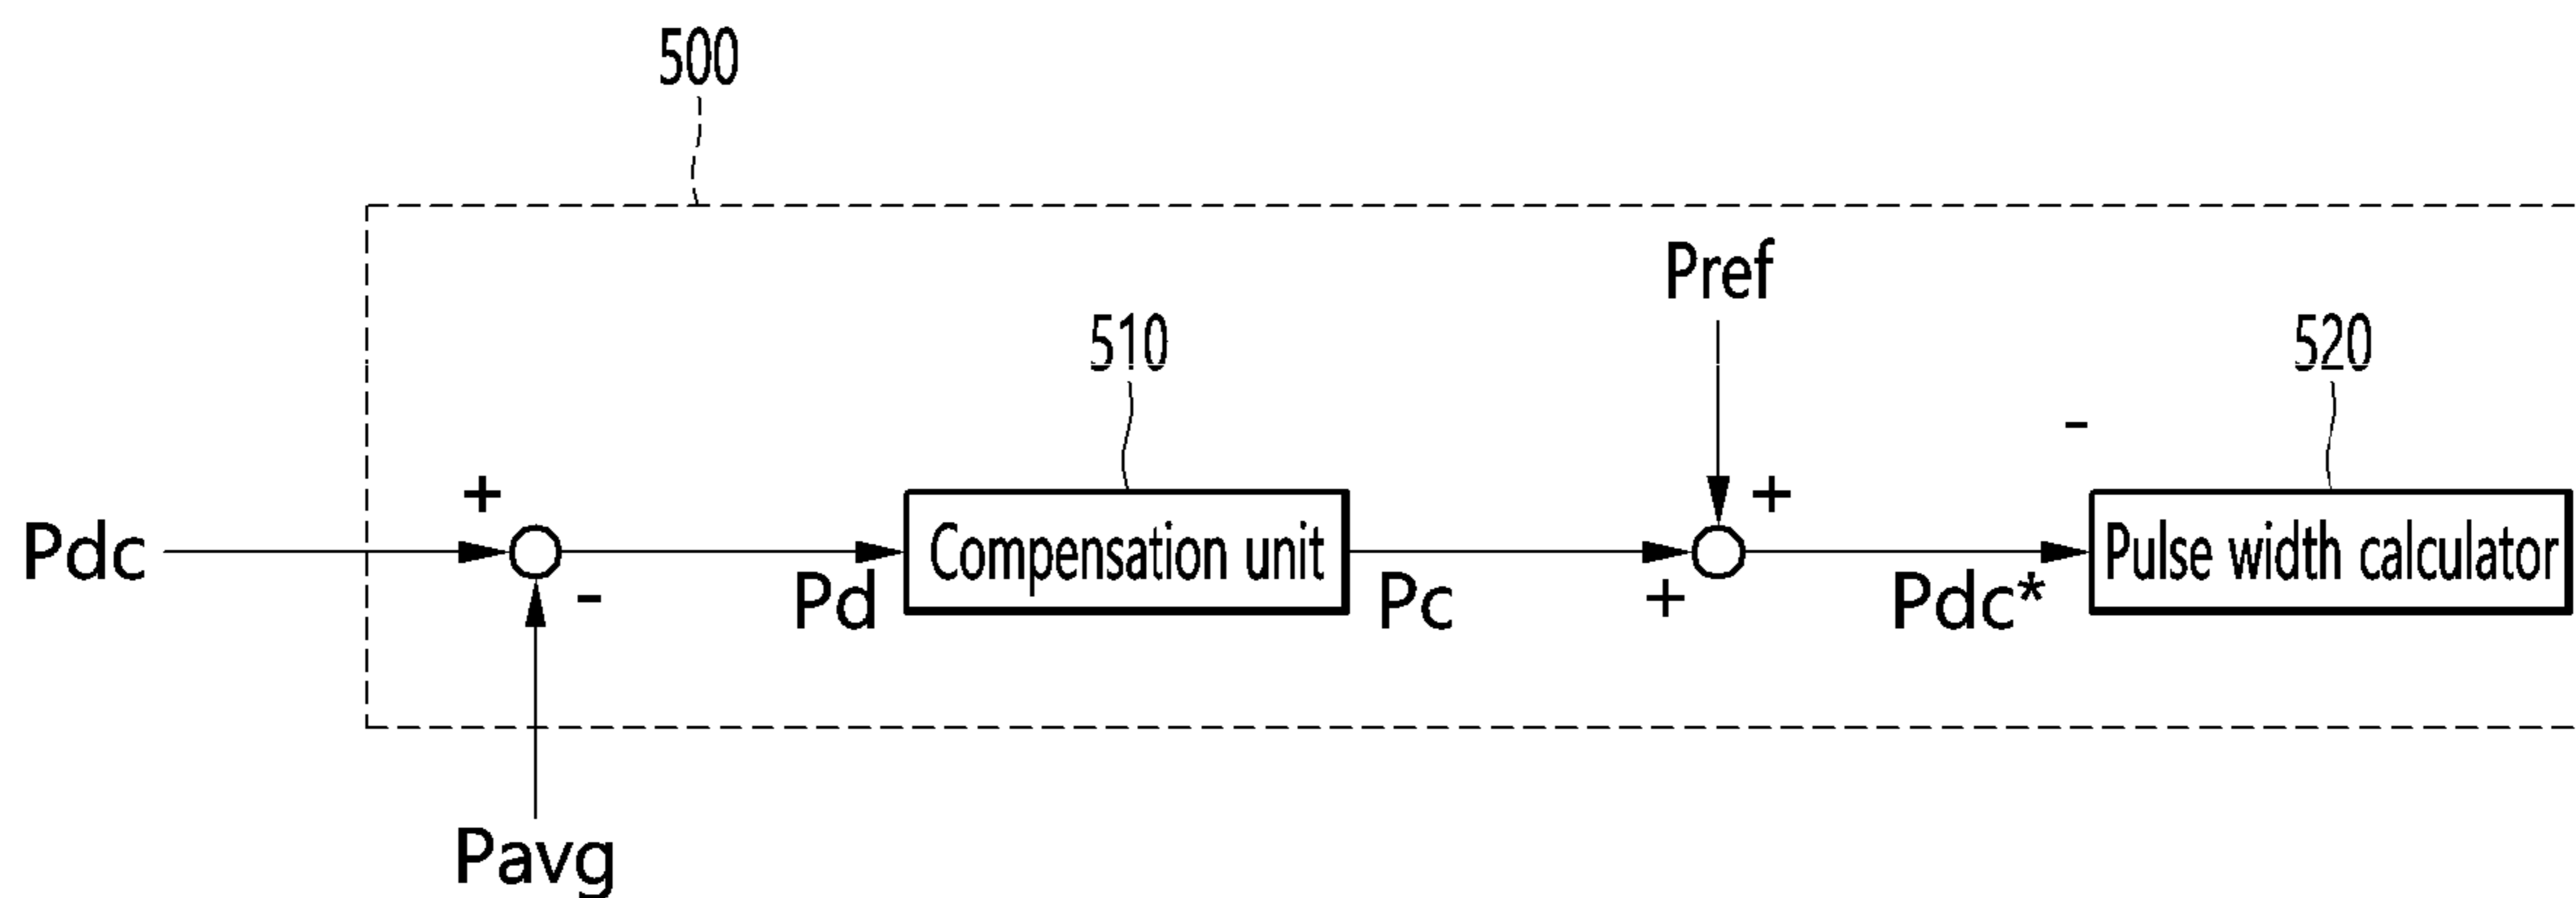 500
Pref
510
520
-
+
+
Pdc
Compensation unit
Pulse width calculator
-
Pd
Pc
+
Pdc*
Pavg